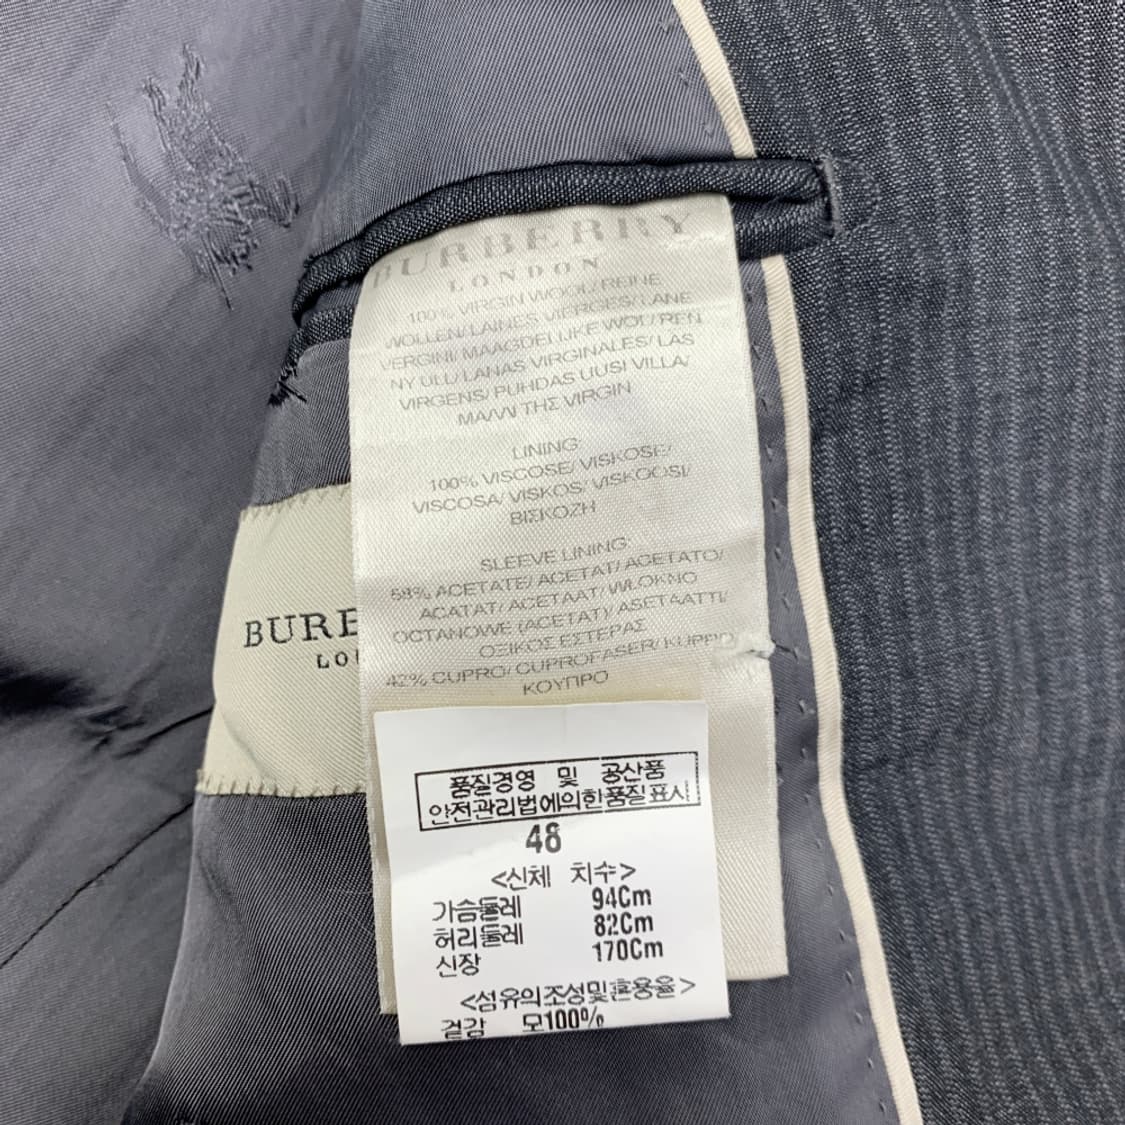 BURBERRY
LONDON
100% VIRGIN WOOL/ REINE
WOLLEN/ LAINES VIERGES/ LANE
VERGINI/ MAAGDELIJKE WOL/ REN
NY ULL/ LANAS VIRGINALES/ LAS
VIRGENS/ PUHDAS UUSI VILLA/
ΜΑΛΛΙ ΤΗΣ VIRGIN
LINING:
100% VISCOSE/ VISKOSE/
VISCOSA/ VISKOS/ VISKOOSI/
ΒΙΣΚΟΖΗ
SLEEVE LINING:
58% ACETATE/ ACETAT/ ACETATO/
ACATAT/ ACETAAT/ WLOKNO
OCTANOWE (ACETAT)/ ASETAATTI/
ΟΞΙΚΟΣ ΕΣΤΕΡΑΣ
42% CUPRO/ CUPROFASER/ KUPPO
ΚΟΥΠΡΟ
BURB
LO
품질경영 및 공산품
안전관리법에의한품질표시
48
<신체 치수>
가슴둘레 94Cm
허리둘레 82Cm
신장 170Cm
<섬유의조성및혼용율>
겉감 모100%